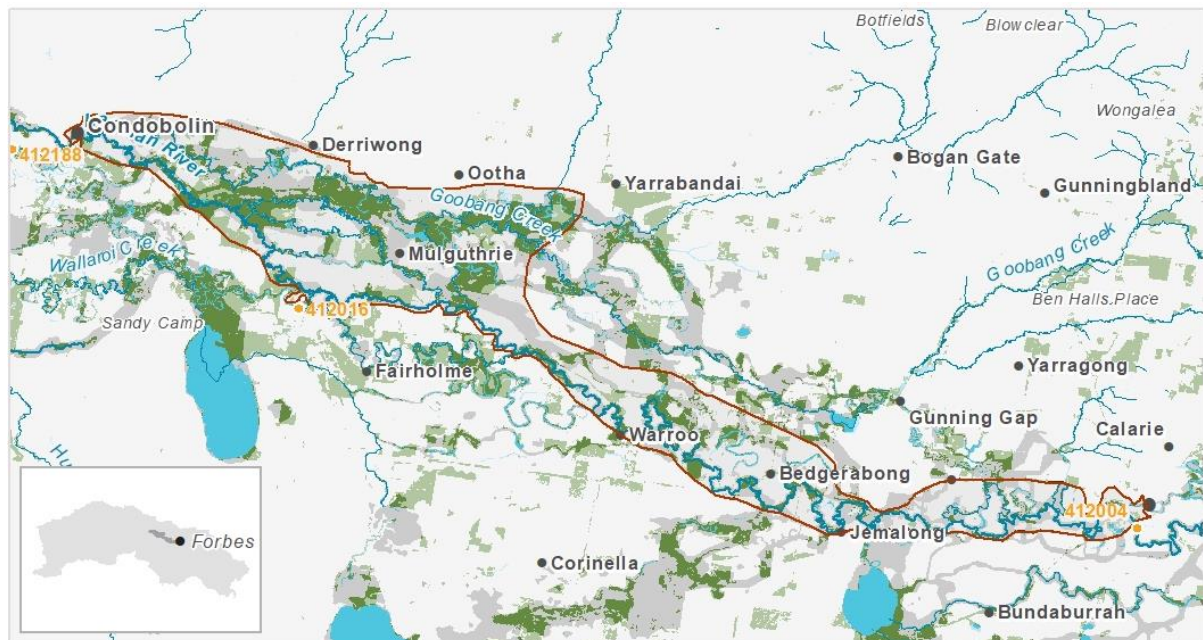 Botfields
Blowclear
Wongalea
Condobolin
412188
River
Derriwong
Ootha
Yarrabandai
Bogan Gate
Gunningbland
Goobang Creek
Mulguthrie
Wallaroi Creek
Goobang Creek
Sandy Camp
412016
Ben Halls Place
Fairholme
Yarragong
Gunning Gap
Calarie
Warroo
Bedgerabong
412004
Jemalong
Forbes
Corinella
Bundaburrah